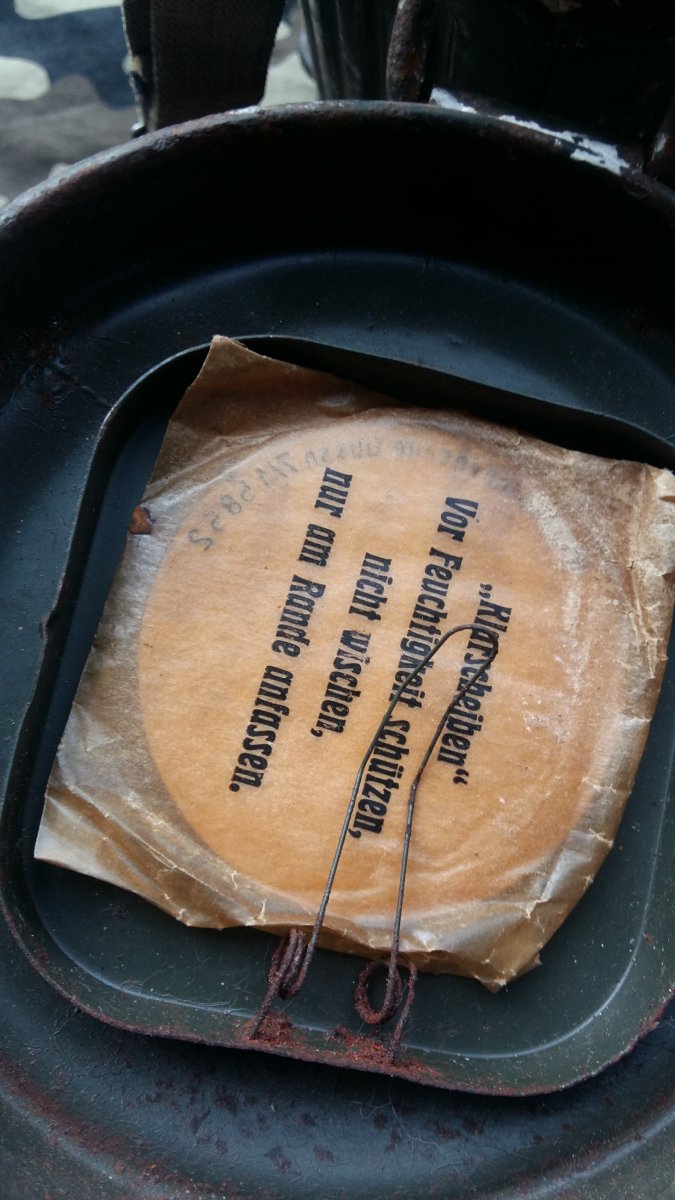 „Klarscheiben“
Vor Feuchtigkeit schützen,
nicht wischen,
nur am Rande anfassen.